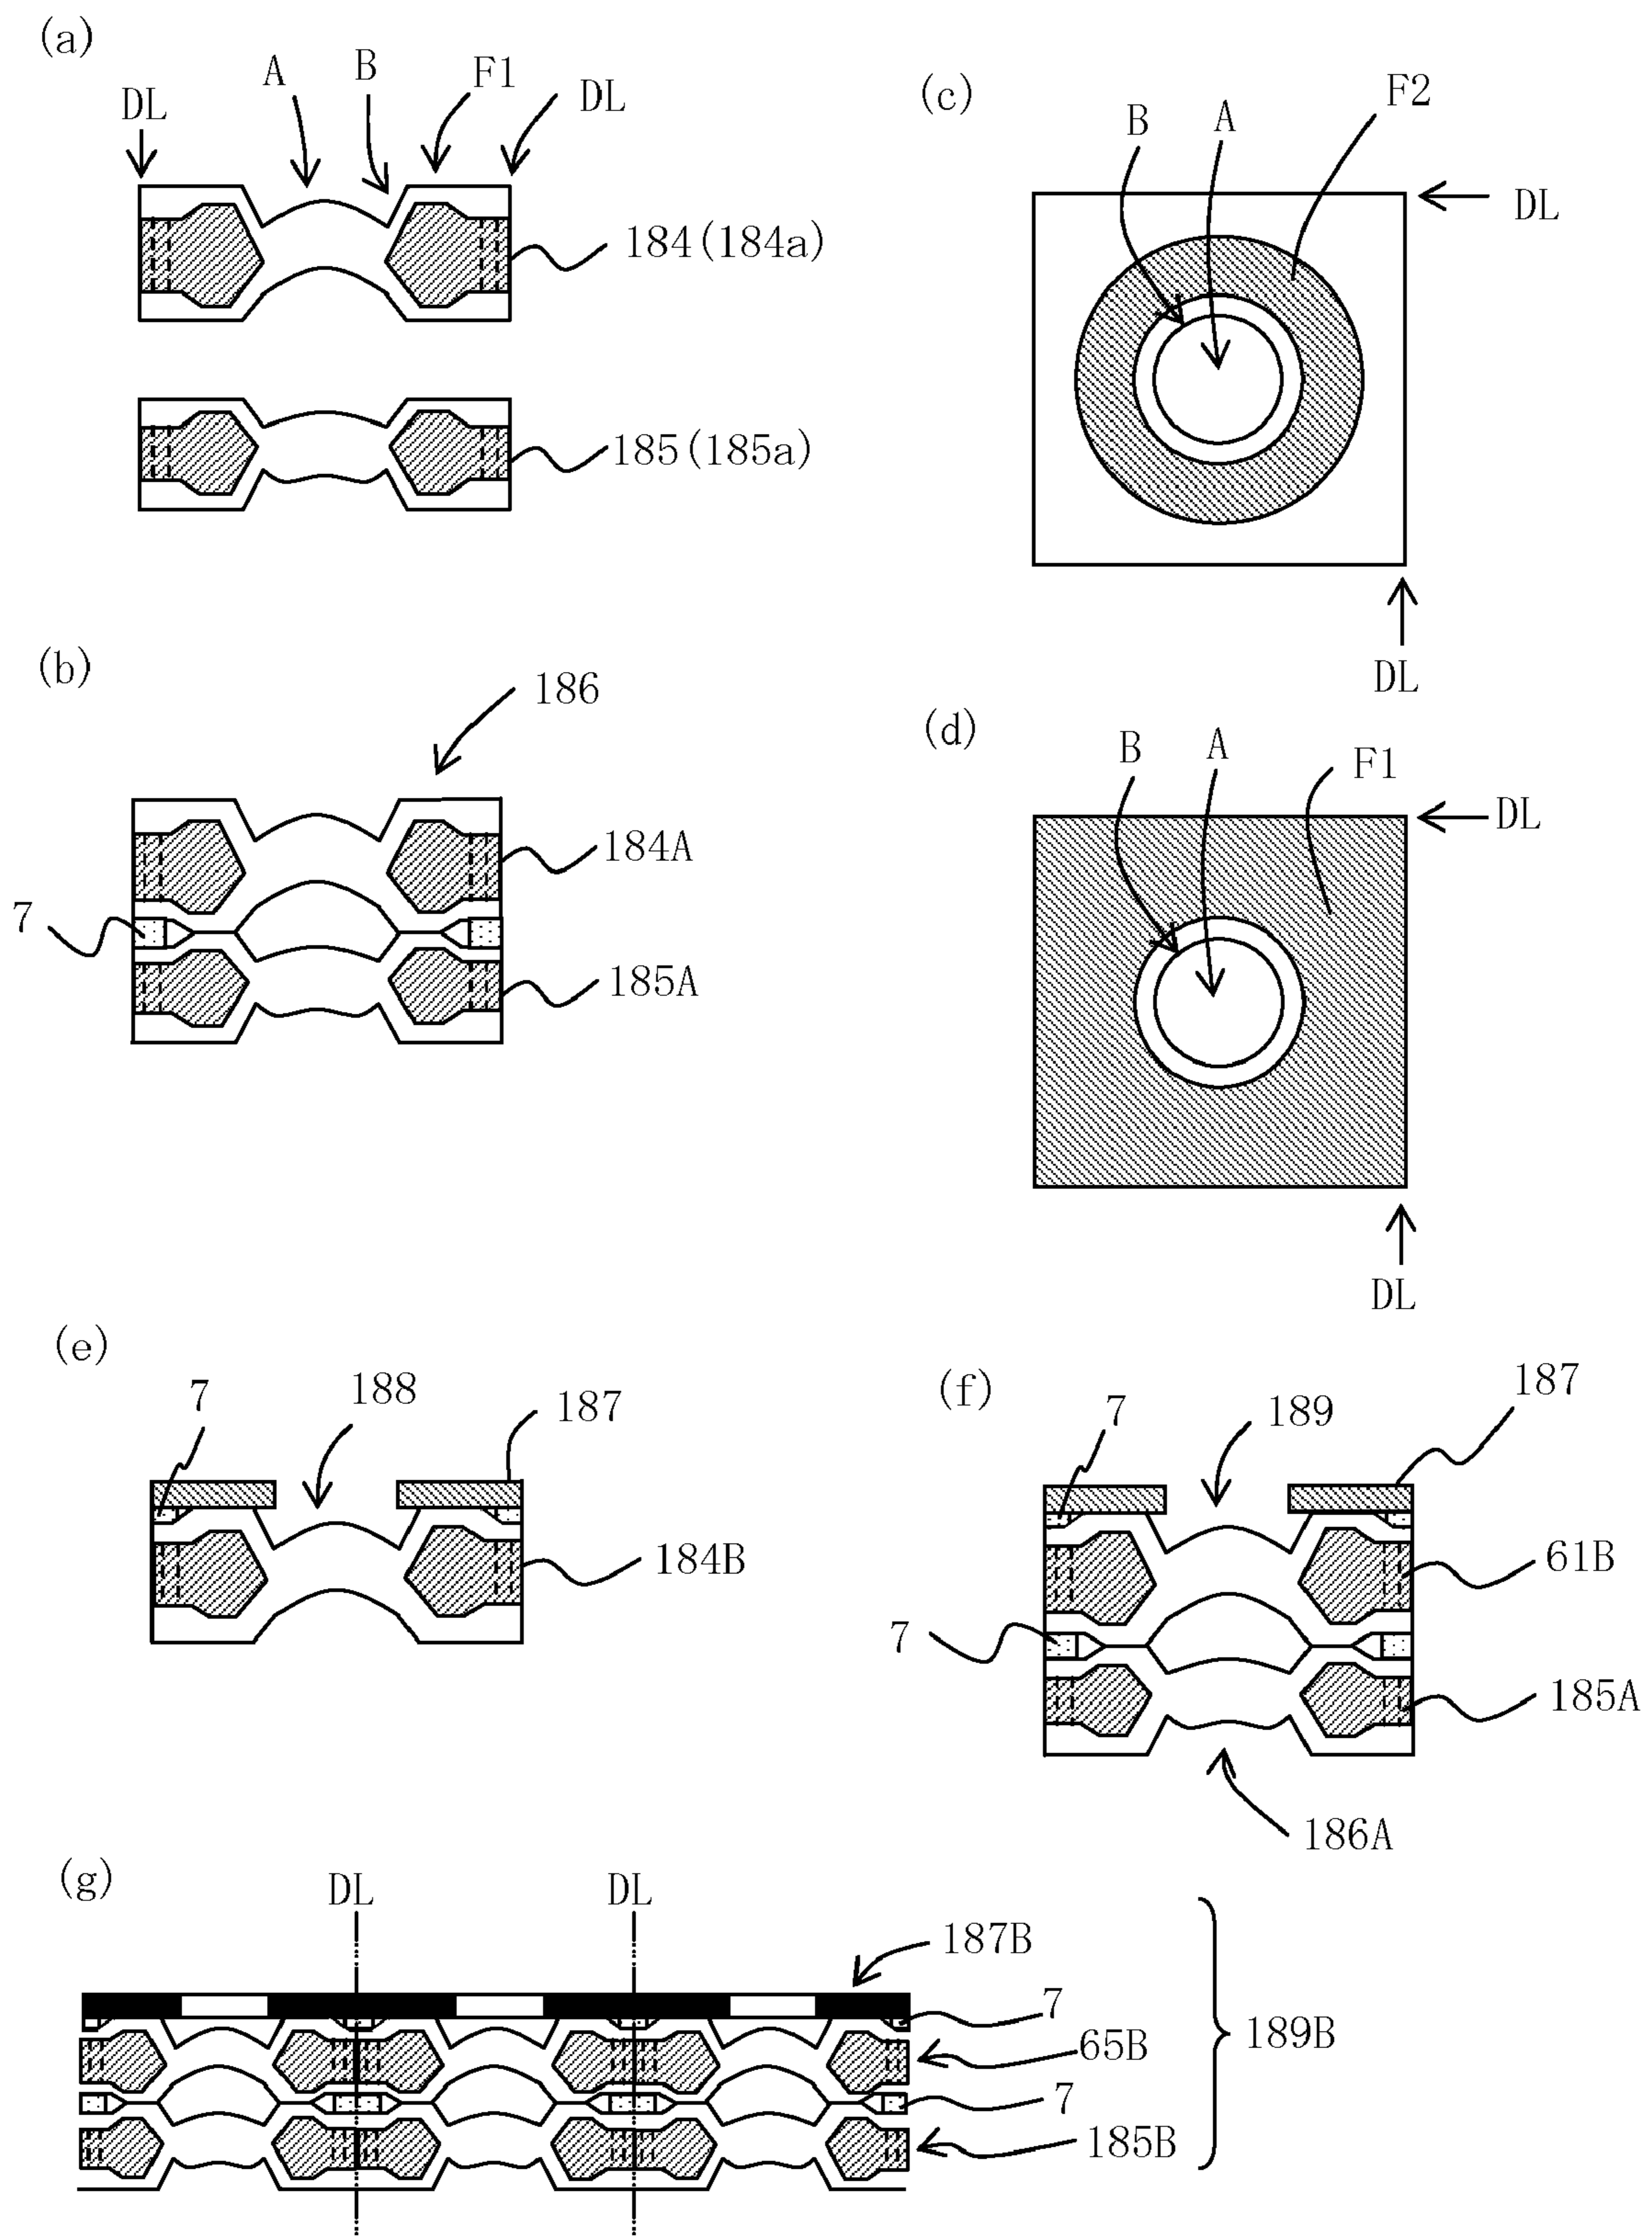 (a)
DL
A
B
F1
DL
184(184a)
185(185a)
(b)
186
184A
7
185A
(c)
B
A
F2
DL
DL
(d)
B
A
F1
DL
DL
(e)
7
188
187
184B
(f)
7
189
187
61B
7
185A
186A
(g)
DL
DL
187B
7
65B
189B
7
185B